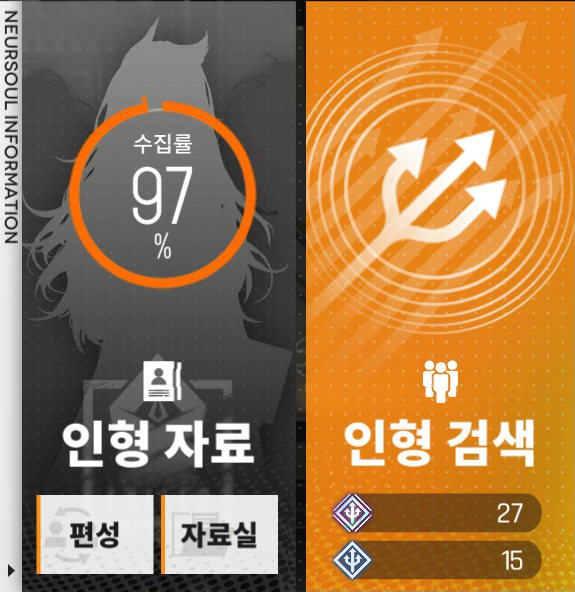 NEURSOUL INFORMATION
수집률
97
%
인형 자료
편성
자료실
인형 검색
27
15